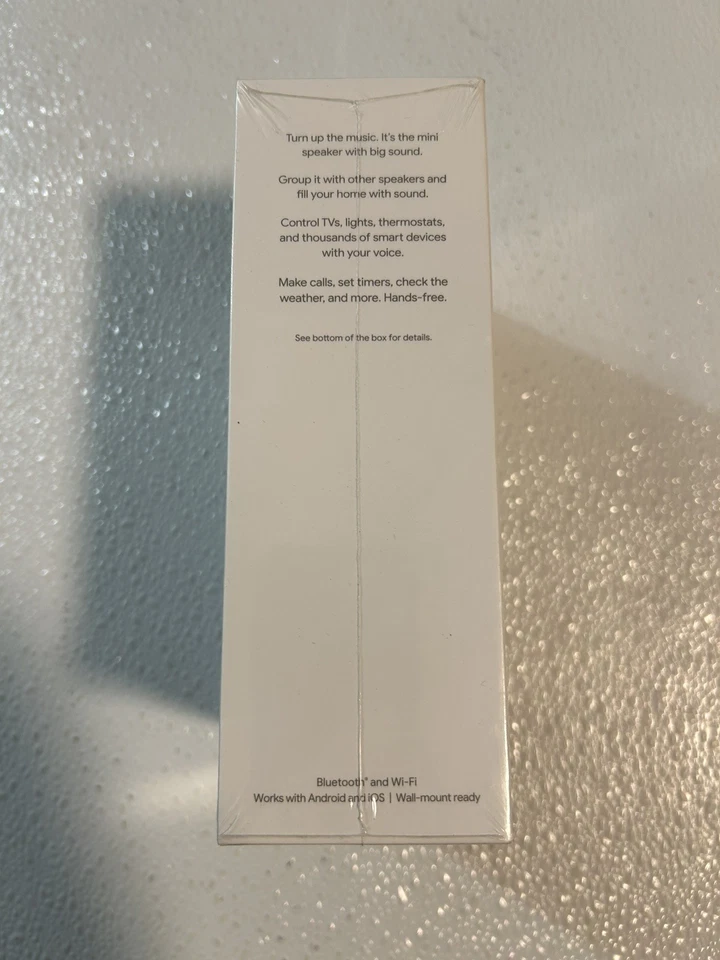 Turn up the music. It's the mini
speaker with big sound.
Group it with other speakers and
fill your home with sound.
Control TVs, lights, thermostats,
and thousands of smart devices
with your voice.
Make calls, set timers, check the
weather, and more. Hands-free.
See bottom of the box for details.
Bluetooth® and Wi-Fi
Works with Android and iOS | Wall-mount ready